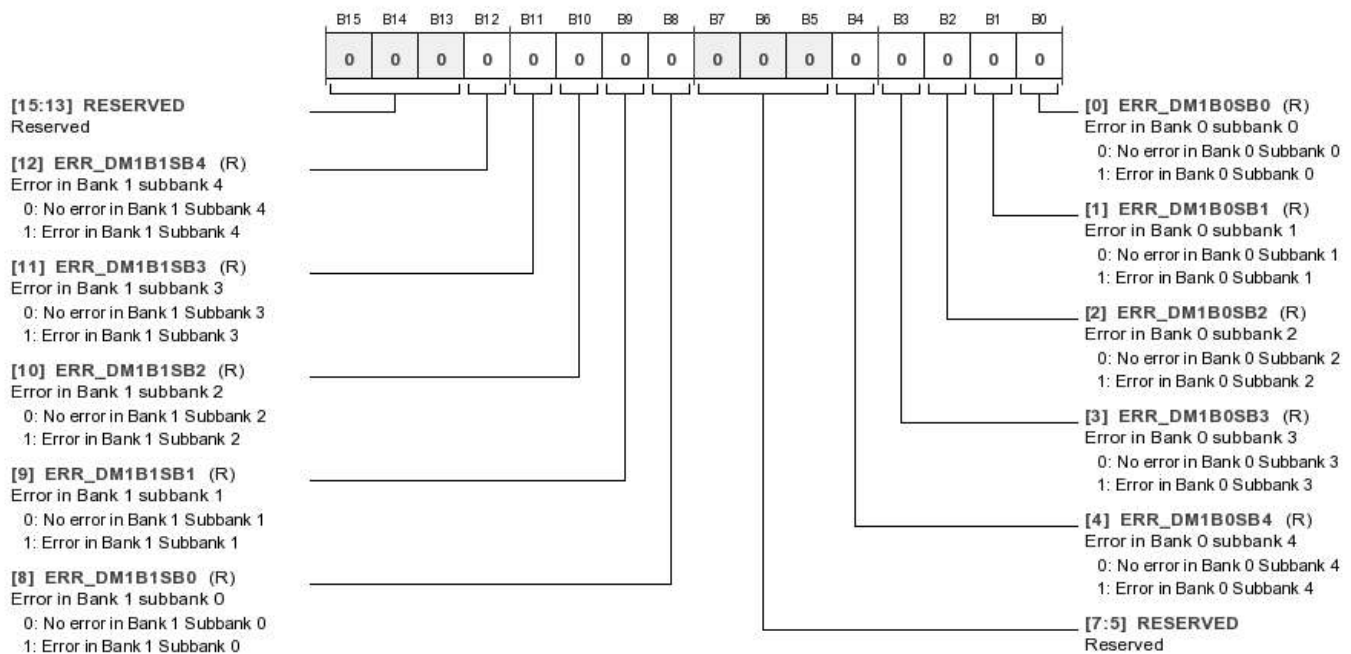 B15 B14 B13 B12 B11 B10 B9 B8 B7 B6 B5 B4 B3 B2 B1 B0
0 0 0 0 0 0 0 0 0 0 0 0 0 0 0 0
[15:13] RESERVED
Reserved
[12] ERR_DM1B1SB4 (R)
Error in Bank 1 subbank 4
0: No error in Bank 1 Subbank 4
1: Error in Bank 1 Subbank 4
[11] ERR_DM1B1SB3 (R)
Error in Bank 1 subbank 3
0: No error in Bank 1 Subbank 3
1: Error in Bank 1 Subbank 3
[10] ERR_DM1B1SB2 (R)
Error in Bank 1 subbank 2
0: No error in Bank 1 Subbank 2
1: Error in Bank 1 Subbank 2
[9] ERR_DM1B1SB1 (R)
Error in Bank 1 subbank 1
0: No error in Bank 1 Subbank 1
1: Error in Bank 1 Subbank 1
[8] ERR_DM1B1SB0 (R)
Error in Bank 1 subbank 0
0: No error in Bank 1 Subbank 0
1: Error in Bank 1 Subbank 0
[0] ERR_DM1B0SB0 (R)
Error in Bank 0 subbank 0
0: No error in Bank 0 Subbank 0
1: Error in Bank 0 Subbank 0
[1] ERR_DM1B0SB1 (R)
Error in Bank 0 subbank 1
0: No error in Bank 0 Subbank 1
1: Error in Bank 0 Subbank 1
[2] ERR_DM1B0SB2 (R)
Error in Bank 0 subbank 2
0: No error in Bank 0 Subbank 2
1: Error in Bank 0 Subbank 2
[3] ERR_DM1B0SB3 (R)
Error in Bank 0 subbank 3
0: No error in Bank 0 Subbank 3
1: Error in Bank 0 Subbank 3
[4] ERR_DM1B0SB4 (R)
Error in Bank 0 subbank 4
0: No error in Bank 0 Subbank 4
1: Error in Bank 0 Subbank 4
[7:5] RESERVED
Reserved